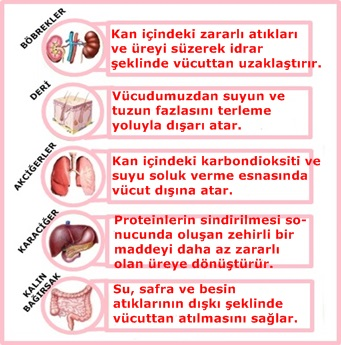 BÖBREKLER
Kan içindeki zararlı atıkları
ve üreyi süzerek idrar
şeklinde vücuttan uzaklaştırır.
DERİ
Vücudumuzdan suyun ve
tuzun fazlasını terleme
yoluyla dışarı atar.
AKCİĞERLER
Kan içindeki karbondioksiti ve
suyu soluk verme esnasında
vücut dışına atar.
KARACİĞER
Proteinlerin sindirilmesi so-
nucunda oluşan zehirli bir
maddeyi daha az zararlı
olan üreye dönüştürür.
KALIN
BAĞIRSAK
Su, safra ve besin
atıklarının dışkı şeklinde
vücuttan atılmasını sağlar.